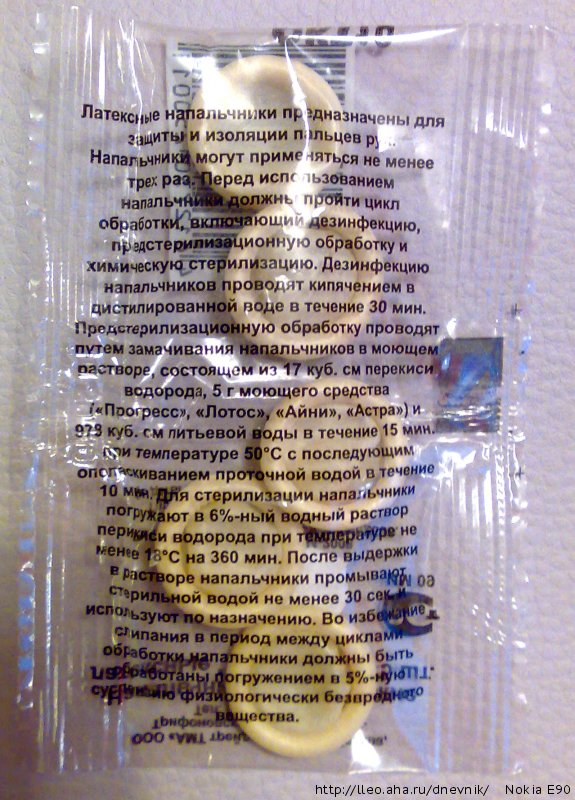 Латексные напальчники предназначены для
защиты и изоляции пальцев рук.
Напальчники могут применяться не менее
трех раз. Перед использованием
напальчники должны пройти цикл
обработки, включающий дезинфекцию,
предстерилизационную обработку и
химическую стерилизацию. Дезинфекцию
напальчников проводят кипячением в
дистилированной воде в течение 30 мин.
Предстерилизационную обработку проводят
путем замачивания напальчников в моющем
растворе, состоящем из 17 куб. см перекиси
водорода, 5 г моющего средства
(«Прогресс», «Лотос», «Айни», «Астра») и
978 куб. см питьевой воды в течение 15 мин.
при температуре 50°С с последующим
ополаскиванием проточной водой в течение
10 мин. Для стерилизации напальчники
погружают в 6%-ный водный раствор
перекиси водорода при температуре не
менее 18°С на 360 мин. После выдержки
в растворе напальчники промывают
стерильной водой не менее 30 сек. и
используют по назначению. Во избежание
слипания в период между циклами
обработки напальчники должны быть
обработаны погружением в 5%-ную
суспензию физиологически безвредного
вещества.
http://lleo.aha.ru/dnevnik/ Nokia E90